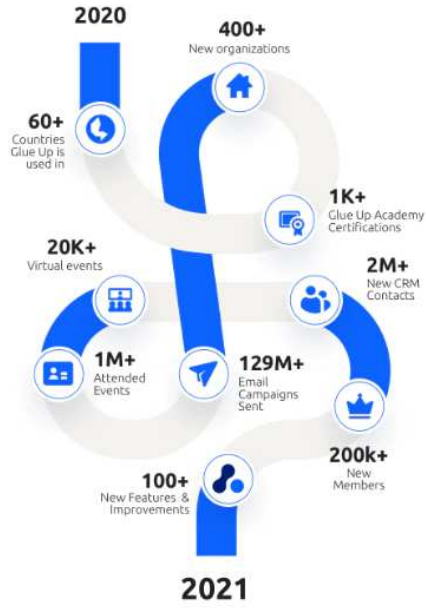 2020
400+
New organizations
60+
Countries
Glue Up is
used in
1K+
Glue Up Academy
Certifications
20K+
Virtual events
2M+
New CRM
Contacts
1M+
Attended
Events
129M+
Email
Campaigns
Sent
200k+
New
Members
100+
New Features &
Improvements
2021